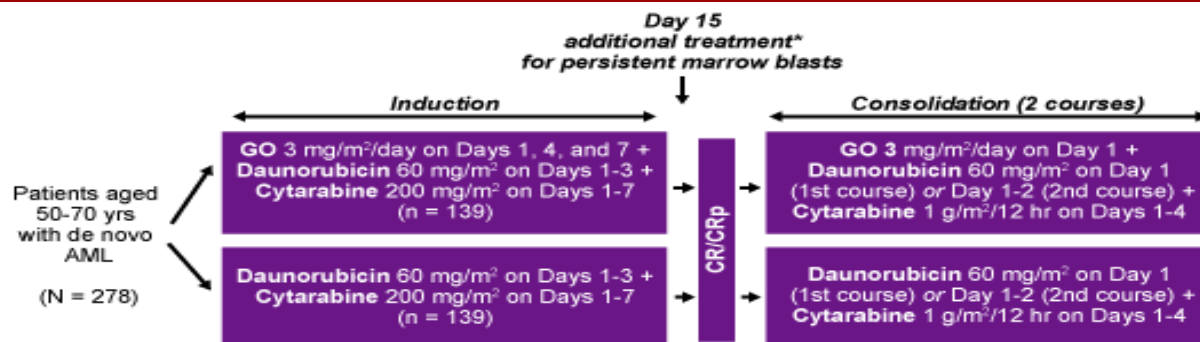 Day 15
additional treatment*
for persistent marrow blasts
Induction
Consolidation (2 courses)
Patients aged
50-70 yrs
with de novo
AML
(N = 278)
GO 3 mg/m²/day on Days 1, 4, and 7 +
Daunorubicin 60 mg/m² on Days 1-3 +
Cytarabine 200 mg/m² on Days 1-7
(n = 139)
Daunorubicin 60 mg/m² on Days 1-3 +
Cytarabine 200 mg/m² on Days 1-7
(n = 139)
CR/CRp
GO 3 mg/m²/day on Day 1 +
Daunorubicin 60 mg/m² on Day 1
(1st course) or Day 1-2 (2nd course) +
Cytarabine 1 g/m²/12 hr on Days 1-4
Daunorubicin 60 mg/m² on Day 1
(1st course) or Day 1-2 (2nd course) +
Cytarabine 1 g/m²/12 hr on Days 1-4